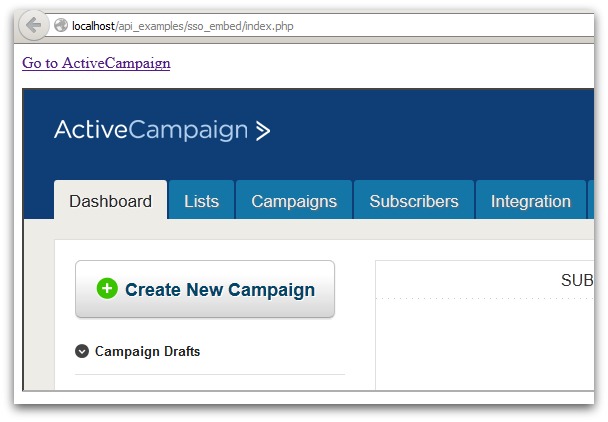 localhost/api_examples/sso_embed/index.php
Go to ActiveCampaign
ActiveCampaign
Dashboard Lists Campaigns Subscribers Integration
Create New Campaign
SUB
Campaign Drafts